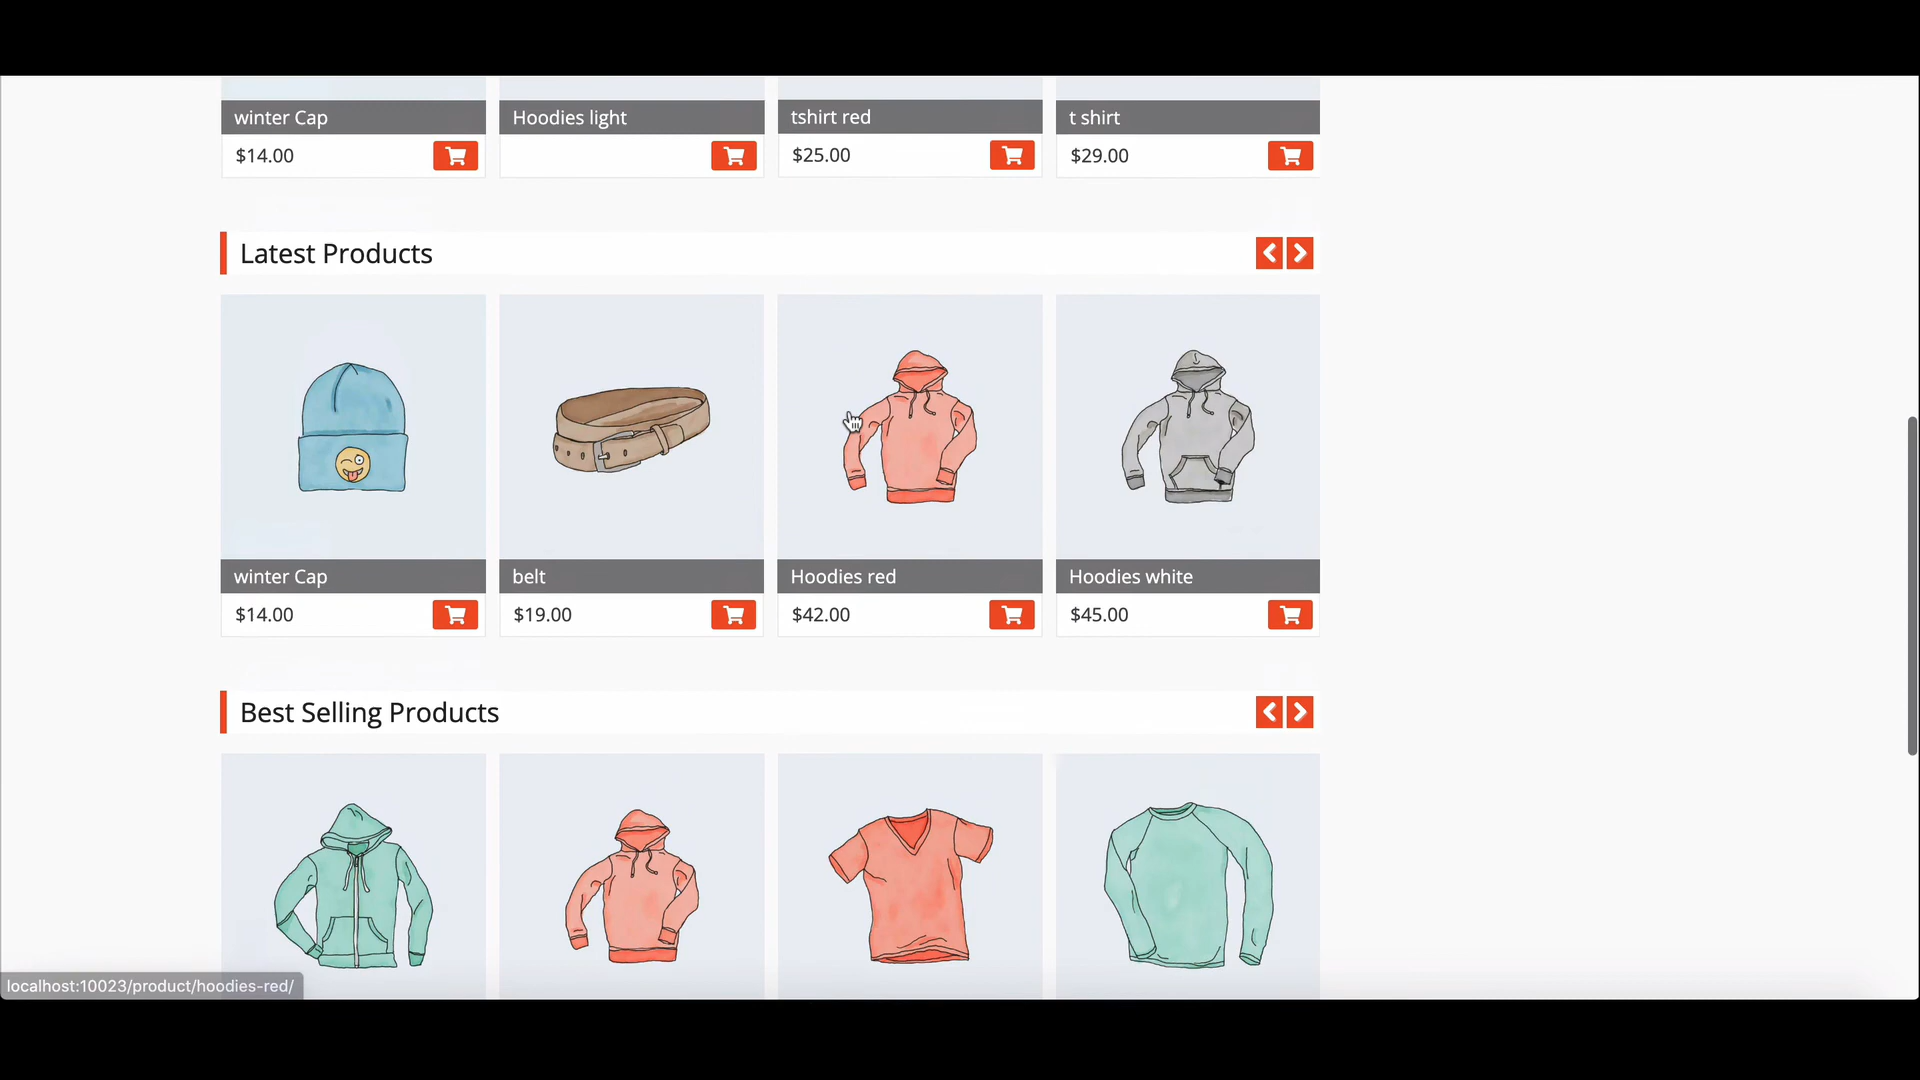 winter Cap
Hoodies light
tshirt red
t shirt
$14.00
$25.00
$29.00
Latest Products
winter Cap
belt
Hoodies red
Hoodies white
$14.00
$19.00
$42.00
$45.00
Best Selling Products
localhost:10023/product/hoodies-red/